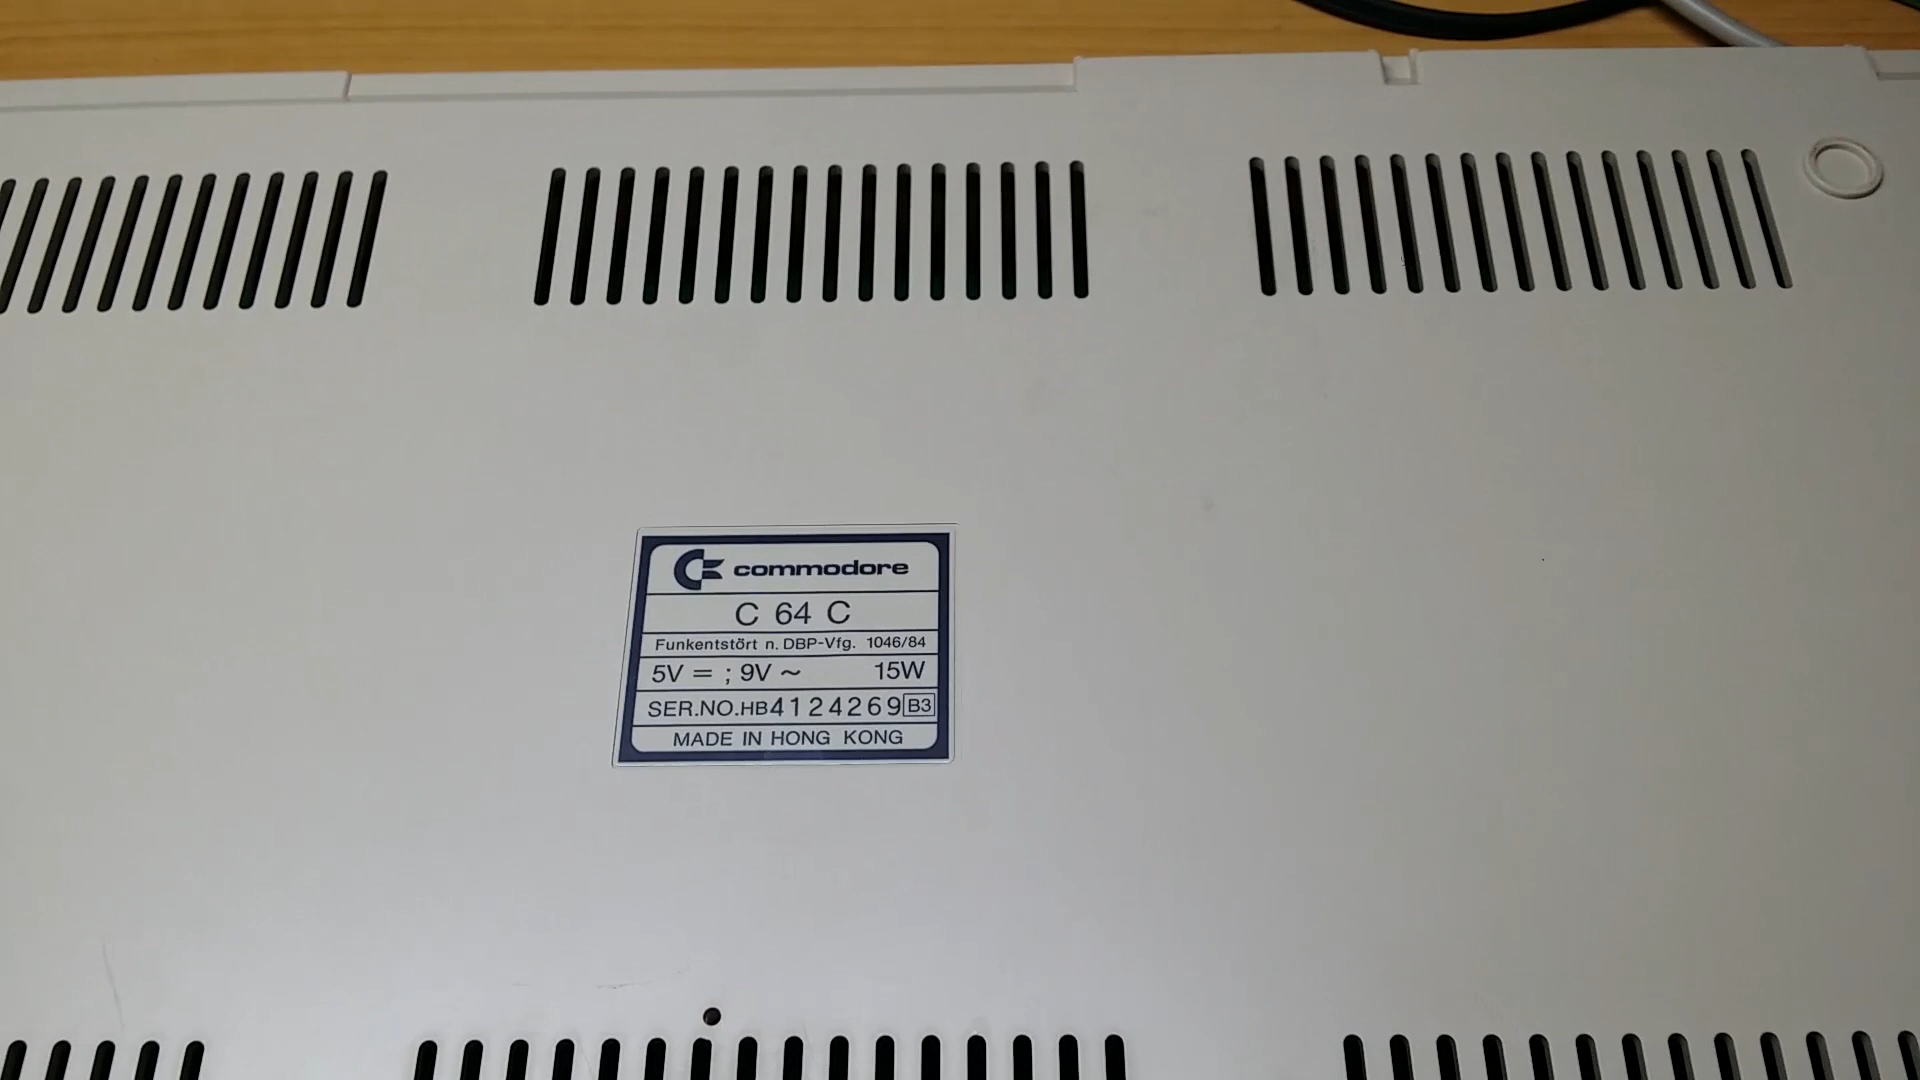 commodore
C 64 C
Funkentstört n. DBP-Vfg. 1046/84
5V = ; 9V ~ 15W
SER.NO.HB4124269 B3
MADE IN HONG KONG